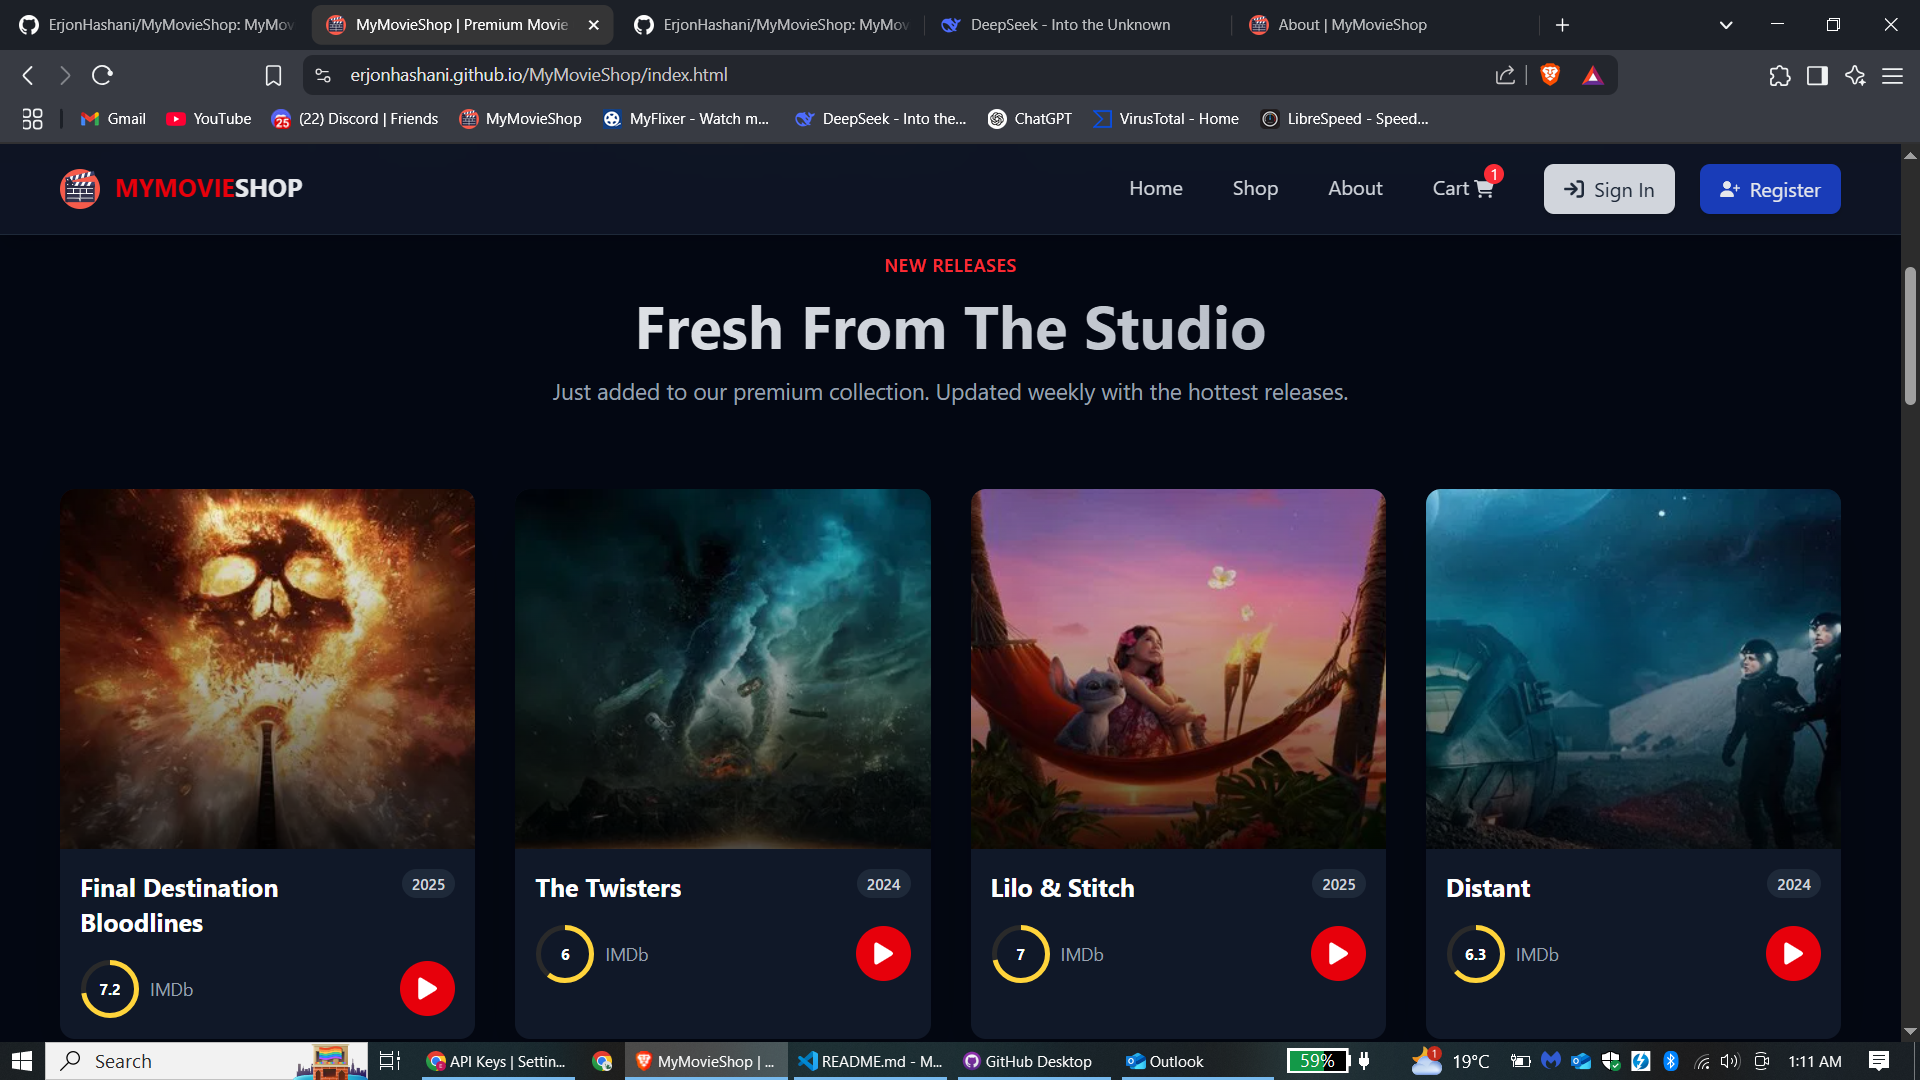 ErjonHashani/MyMovieShop: MyMov
MyMovieShop | Premium Movie
ErjonHashani/MyMovieShop: MyMov
DeepSeek - Into the Unknown
About | MyMovieShop
erjonhashani.github.io/MyMovieShop/index.html
Gmail
YouTube
25
(22) Discord | Friends
MyMovieShop
MyFlixer - Watch m...
DeepSeek - Into the...
ChatGPT
VirusTotal - Home
LibreSpeed - Speed...
MYMOVIESHOP
Home
Shop
About
Cart
1
Sign In
Register
NEW RELEASES
Fresh From The Studio
Just added to our premium collection. Updated weekly with the hottest releases.
Final Destination
Bloodlines
2025
7.2
IMDb
The Twisters
2024
6
IMDb
Lilo & Stitch
2025
7
IMDb
Distant
2024
6.3
IMDb
Search
API Keys | Settin...
MyMovieShop | ...
README.md - M...
GitHub Desktop
Outlook
59%
1
19°C
1:11 AM